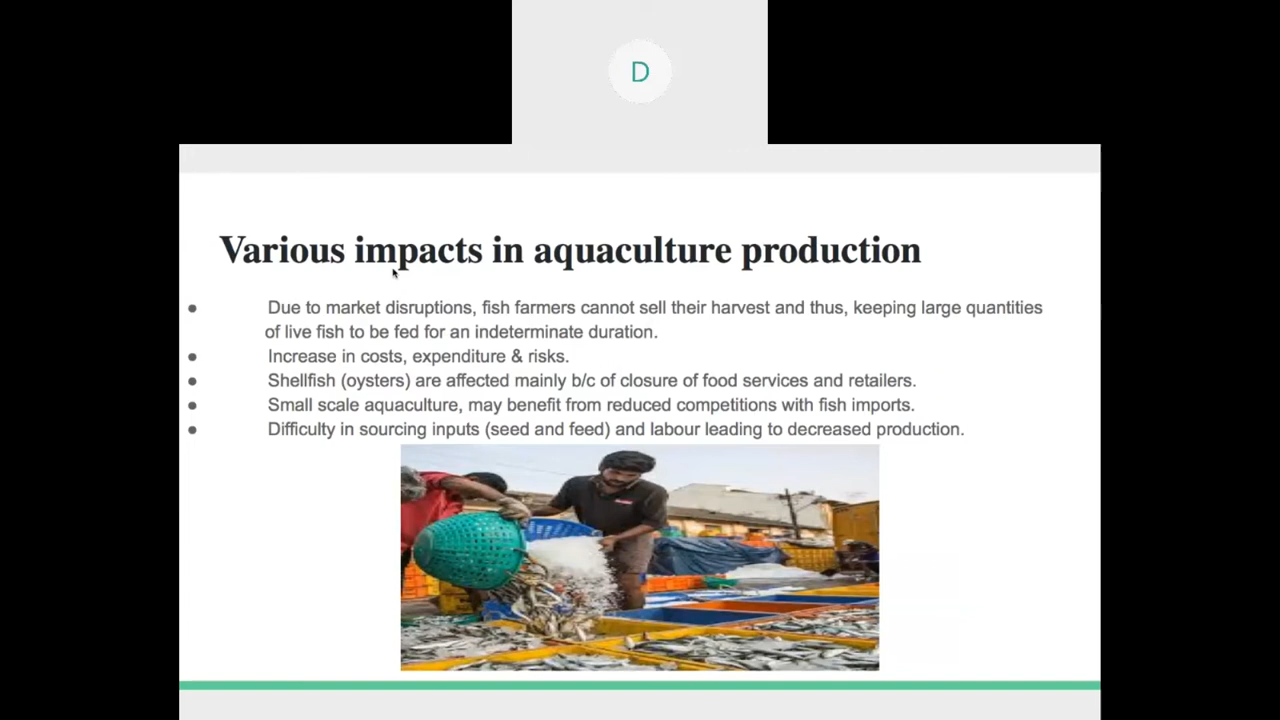 D
Various impacts in aquaculture production
● Due to market disruptions, fish farmers cannot sell their harvest and thus, keeping large quantities
of live fish to be fed for an indeterminate duration.
● Increase in costs, expenditure & risks.
● Shellfish (oysters) are affected mainly b/c of closure of food services and retailers.
● Small scale aquaculture, may benefit from reduced competitions with fish imports.
● Difficulty in sourcing inputs (seed and feed) and labour leading to decreased production.